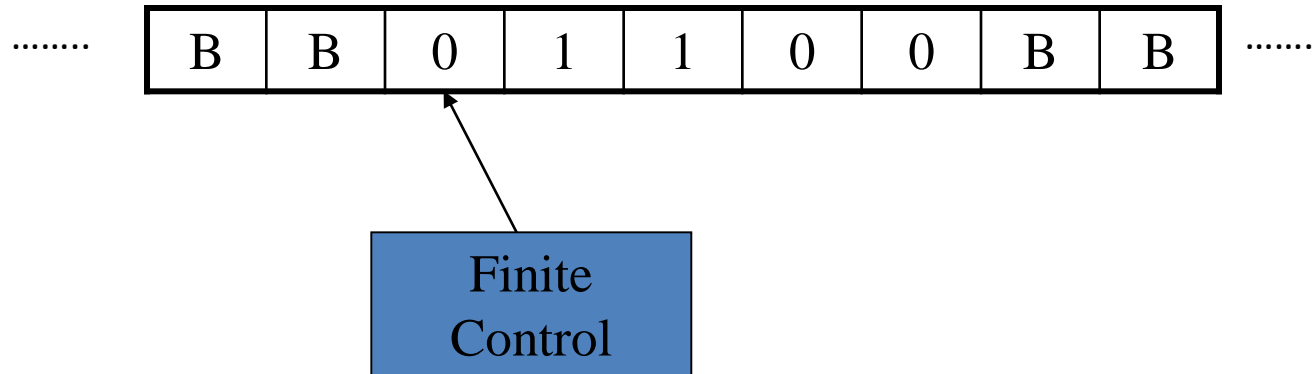 ........ B B 0 1 1 0 0 B B .......
Finite
Control